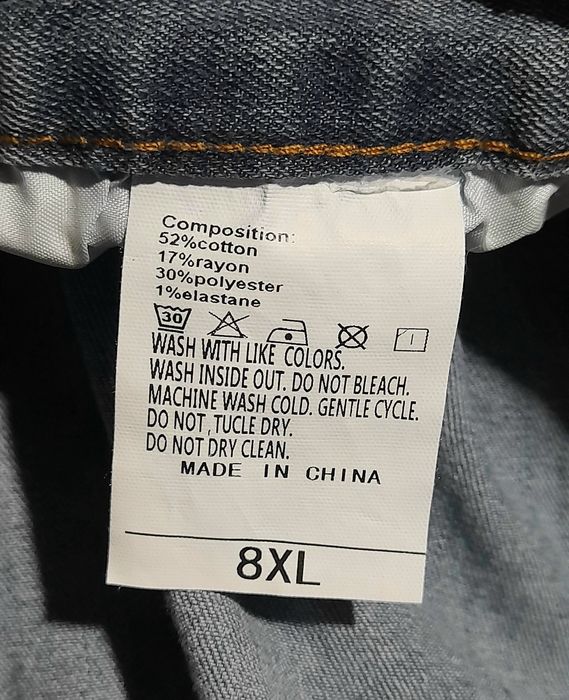 Composition:
52%cotton
17%rayon
30%polyester
1%elastane
30
WASH WITH LIKE COLORS.
WASH INSIDE OUT. DO NOT BLEACH.
MACHINE WASH COLD. GENTLE CYCLE.
DO NOT ,TUCLE DRY.
DO NOT DRY CLEAN.
MADE IN CHINA
8XL